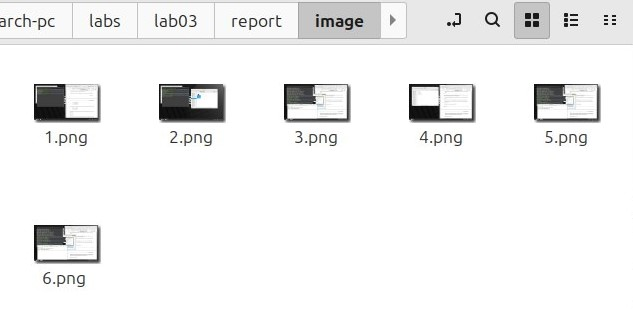 arch-pc labs lab03 report image
1.png 2.png 3.png 4.png 5.png
6.png